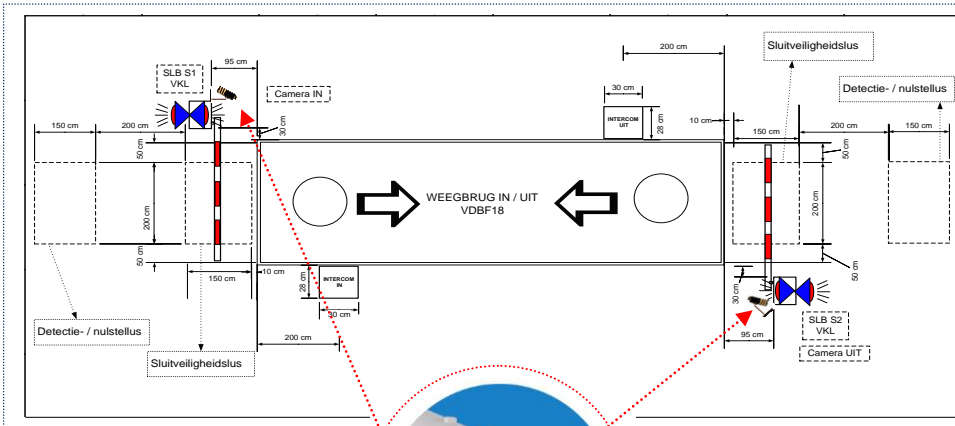 200 cm
Sluitveiligheidslus
95 cm
SLB S1
VKL
Camera IN
Detectie- / nulstellus
30 cm
INTERCOM
UIT
28 cm
10 cm
150 cm
200 cm
150 cm
150 cm
200 cm
30 cm
50 cm
50 cm
50 cm
200 cm
200 cm
WEEGBRUG IN / UIT
VDBF18
200 cm
50 cm
50 cm
150 cm
10 cm
28 cm
INTERCOM
IN
30 cm
30 cm
200 cm
Detectie- / nulstellus
Sluitveiligheidslus
95 cm
SLB S2
VKL
Camera UIT